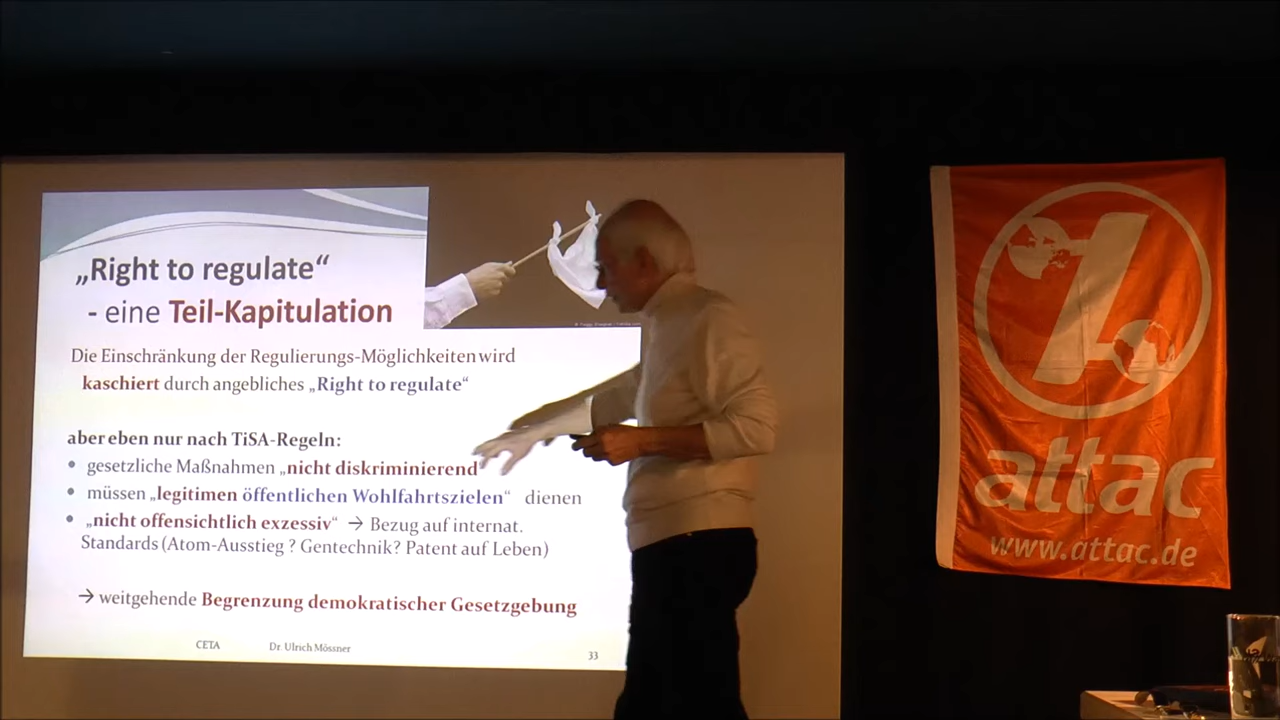 „Right to regulate“
- eine Teil-Kapitulation
Die Einschränkung der Regulierungs-Möglichkeiten wird
kaschiert durch angebliches „Right to regulate“
aber eben nur nach TiSA-Regeln:
• gesetzliche Maßnahmen „nicht diskriminierend
• müssen „legitimen öffentlichen Wohlfahrtszielen“ dienen
• „nicht offensichtlich exzessiv“ → Bezug auf internat.
Standards (Atom-Ausstieg ? Gentechnik? Patent auf Leben)
→ weitgehende Begrenzung demokratischer Gesetzgebung
CETA Dr. Ulrich Mössner 33
attac
www.attac.de